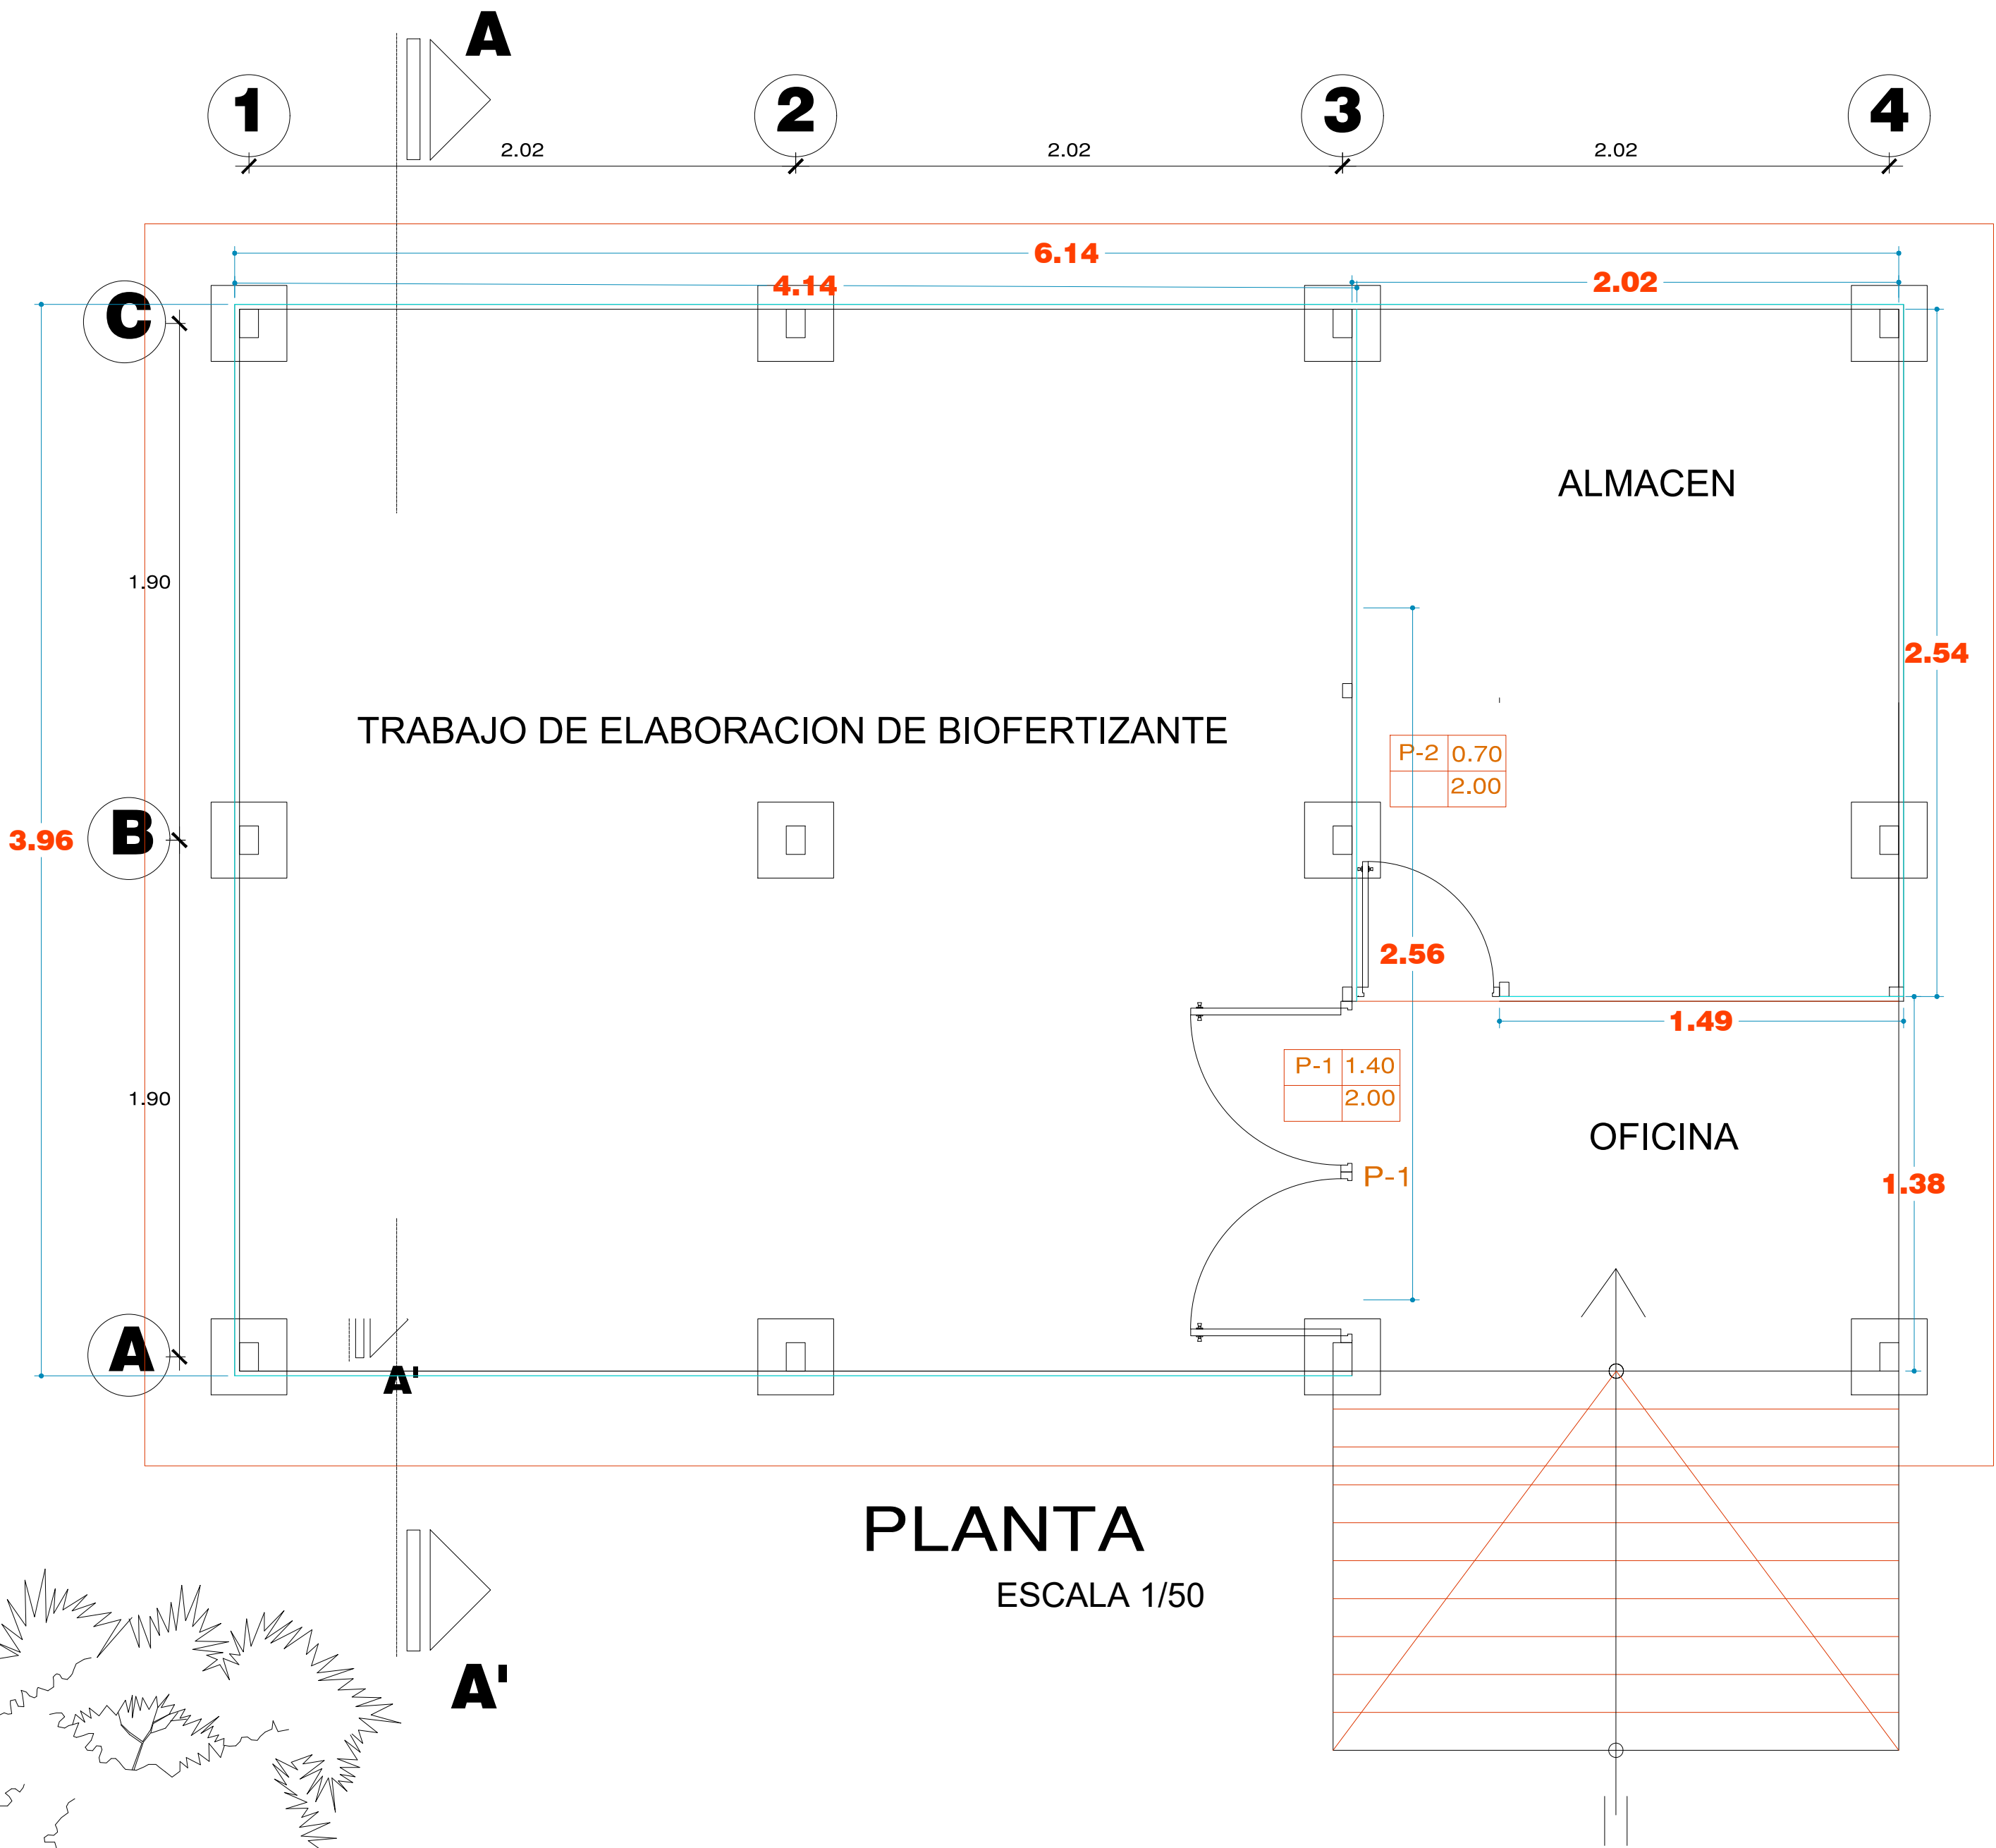 A
1
2
3
4
2.02
2.02
2.02
6.14
4.14
2.02
C
ALMACEN
1.90
2.54
TRABAJO DE ELABORACION DE BIOFERTIZANTE
P-2 0.70
2.00
3.96
B
2.56
1.49
P-1 1.40
2.00
1.90
OFICINA
P-1
1.38
A
A'
PLANTA
ESCALA 1/50
A'